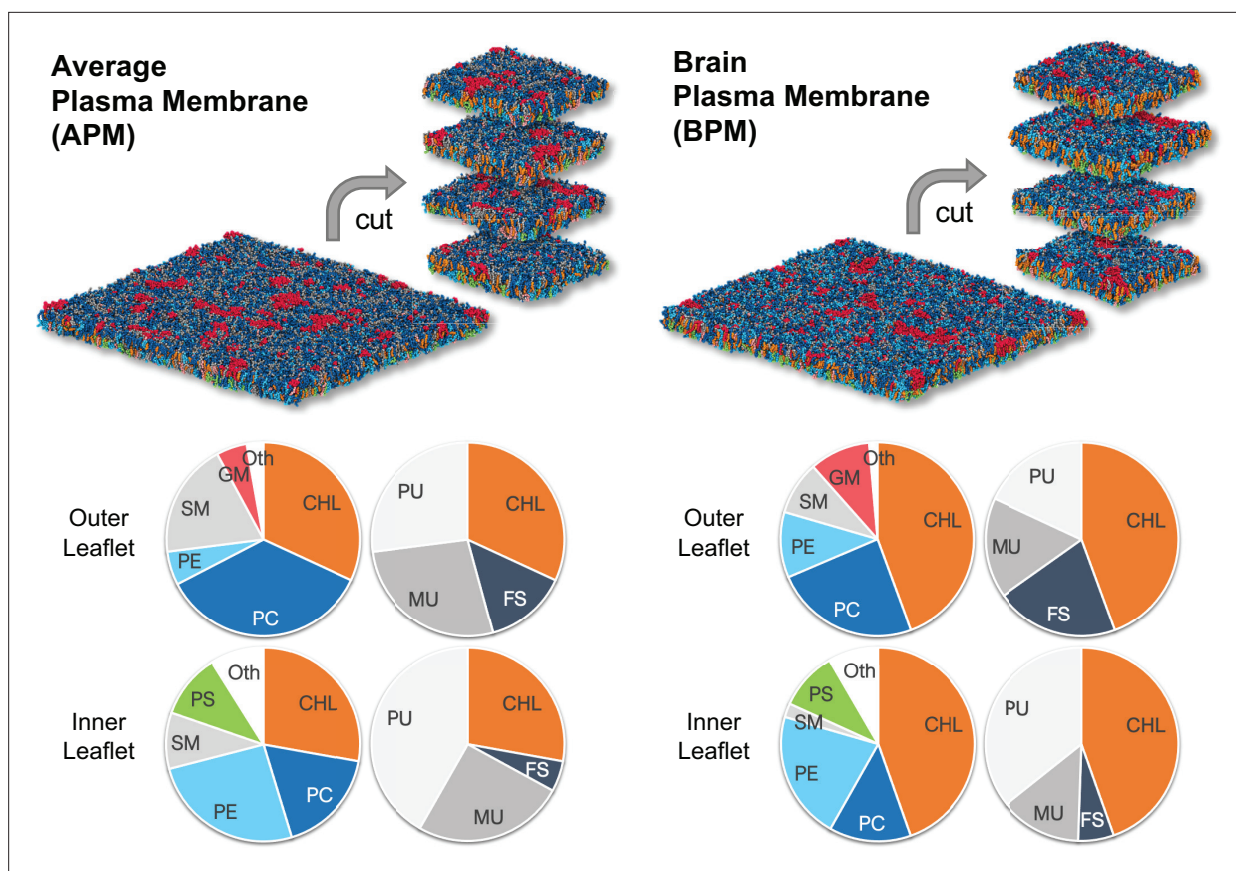 Average
Plasma Membrane
(APM)
cut
Brain
Plasma Membrane
(BPM)
cut
Outer
Leaflet
Oth
GM
SM
CHL
PE
PC
PU
CHL
MU
FS
Outer
Leaflet
Oth
GM
SM
CHL
PE
PC
PU
CHL
MU
FS
Inner
Leaflet
Oth
PS
CHL
SM
PC
PE
PU
CHL
FS
MU
Inner
Leaflet
Oth
PS
SM
CHL
PE
PC
PU
CHL
MU
FS